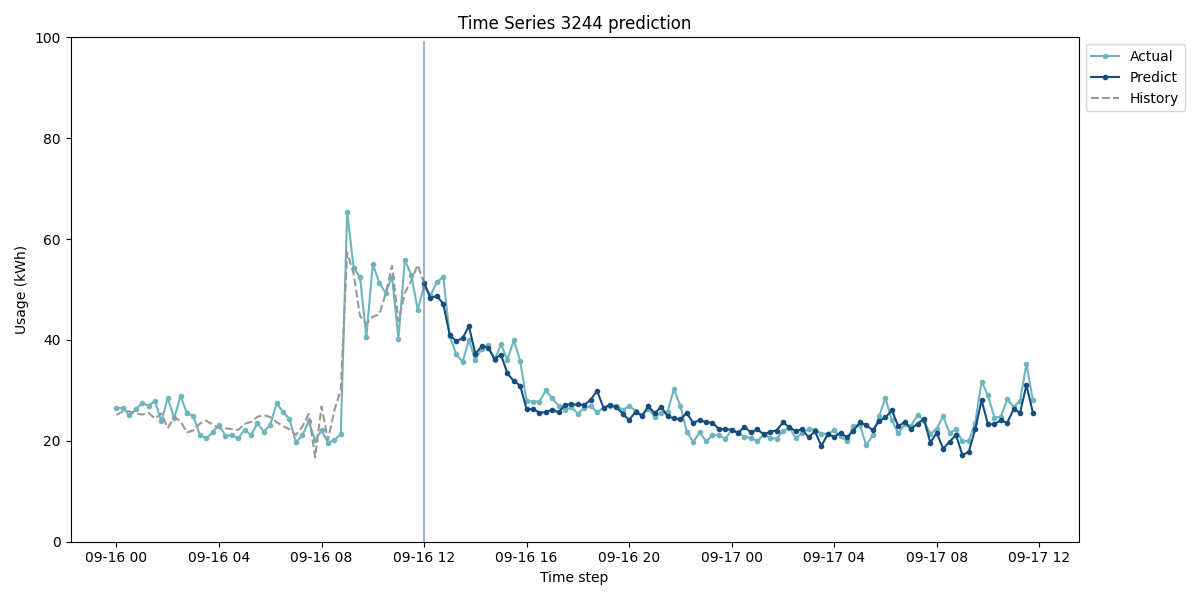 Time Series 3244 prediction
Usage (kWh)
100
80
60
40
20
0
09-16 00
09-16 04
09-16 08
09-16 12
09-16 16
09-16 20
09-17 00
09-17 04
09-17 08
09-17 12
Time step
Actual
Predict
History